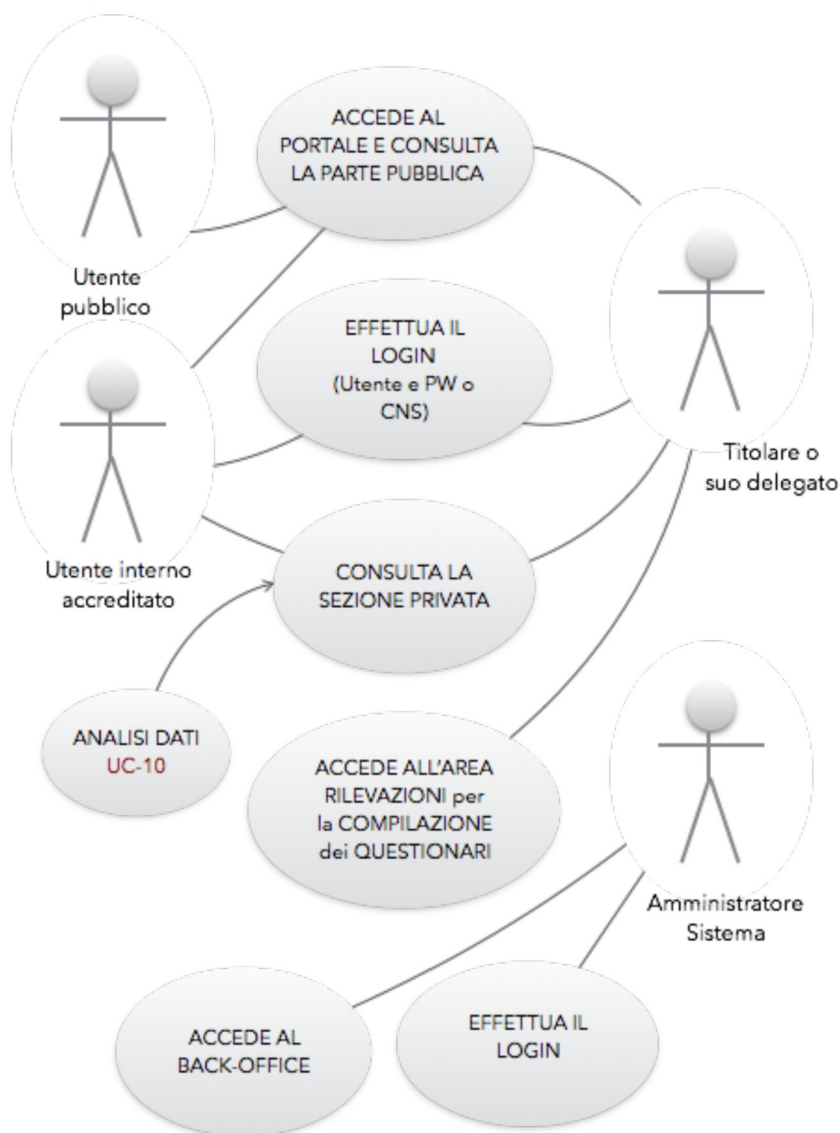 ACCEDE AL
PORTALE E CONSULTA
LA PARTE PUBBLICA
Utente
pubblico
EFFETTUA IL
LOGIN
(Utente e PW o
CNS)
Titolare o
suo delegato
Utente interno
accreditato
CONSULTA LA
SEZIONE PRIVATA
ANALISI DATI
UC-10
ACCEDE ALL'AREA
RILEVAZIONI per
la COMPILAZIONE
dei QUESTIONARI
Amministratore
Sistema
ACCEDE AL
BACK-OFFICE
EFFETTUA IL
LOGIN